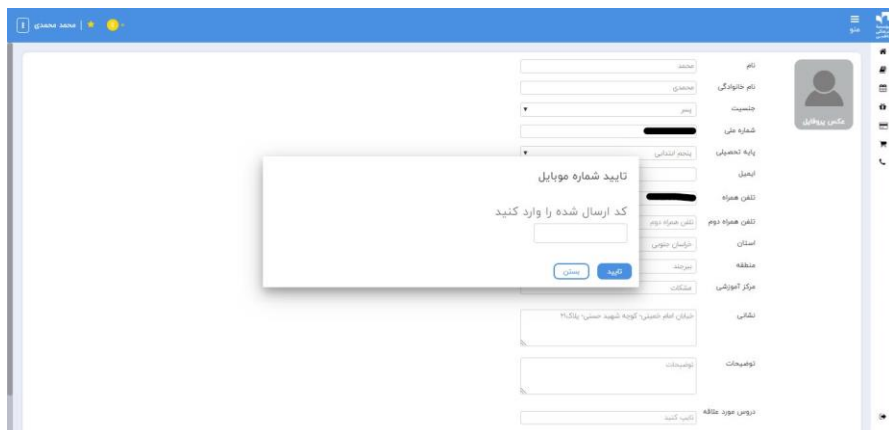 منو
محمد محمدی
نام
محمد
نام خانوادگی
محمدی
جنسیت
پسر
شماره ملی
پایه تحصیلی
پنجم ابتدایی
ایمیل
تلفن همراه
تلفن همراه دوم
تلفن همراه دوم
استان
خراسان جنوبی
منطقه
بیرجند
مرکز آموزشی
مشکات
نشانی
خیابان امام خمینی- کوچه شهید حسنی- پلاک۲۱
توضیحات
توضیحات
دروس مورد علاقه
تایپ کنید
عکس پروفایل
تایید شماره موبایل
کد ارسال شده را وارد کنید
تایید
بستن